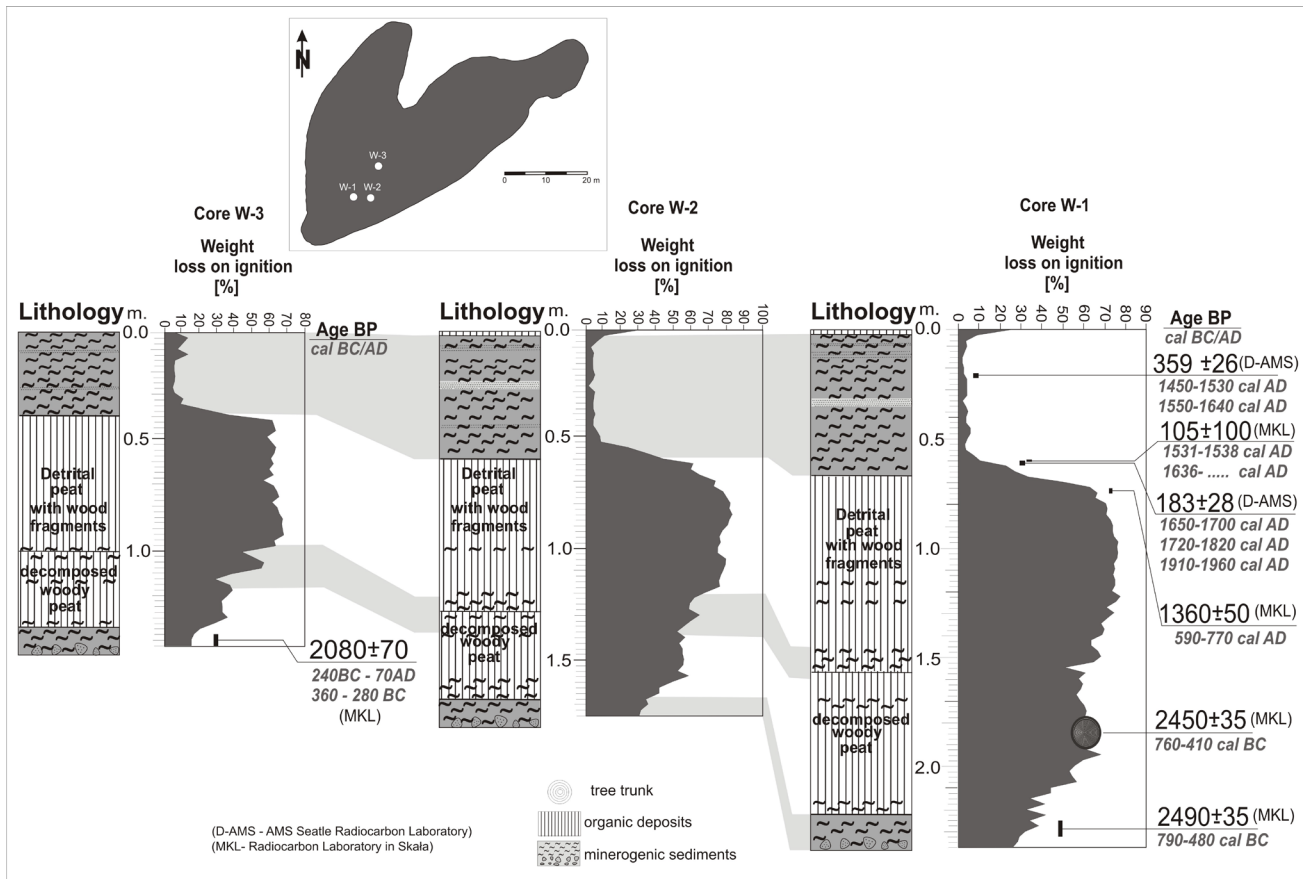 N
W-3
W-1
W-2
0
10
20 m
Core W-3
Weight
loss on ignition
[%]
Lithology
m.
0 10 20 30 40 50 60 70 80
0.0
0.5
1.0
Detrital
peat
with wood
fragments
decomposed
woody
peat
Age BP
cal BC/AD
2080±70
240BC - 70AD
360 - 280 BC
(MKL)
Core W-2
Weight
loss on ignition
[%]
Lithology
m.
0 10 20 30 40 50 60 70 80 90 100
0.0
0.5
1.0
1.5
Detrital
peat
with wood
fragments
decomposed
woody
peat
Core W-1
Weight
loss on ignition
[%]
Lithology
m.
0 10 20 30 40 50 60 70 80 90
0.0
0.5
1.0
1.5
2.0
Detrital
peat
with wood
fragments
decomposed
woody
peat
Age BP
cal BC/AD
359 ±26 (D-AMS)
1450-1530 cal AD
1550-1640 cal AD
105±100 (MKL)
1531-1538 cal AD
1636- ..... cal AD
183±28 (D-AMS)
1650-1700 cal AD
1720-1820 cal AD
1910-1960 cal AD
1360±50 (MKL)
590-770 cal AD
2450±35 (MKL)
760-410 cal BC
2490±35 (MKL)
790-480 cal BC
tree trunk
organic deposits
minerogenic sediments
(D-AMS - AMS Seatle Radiocarbon Laboratory)
(MKL- Radiocarbon Laboratory in Skała)